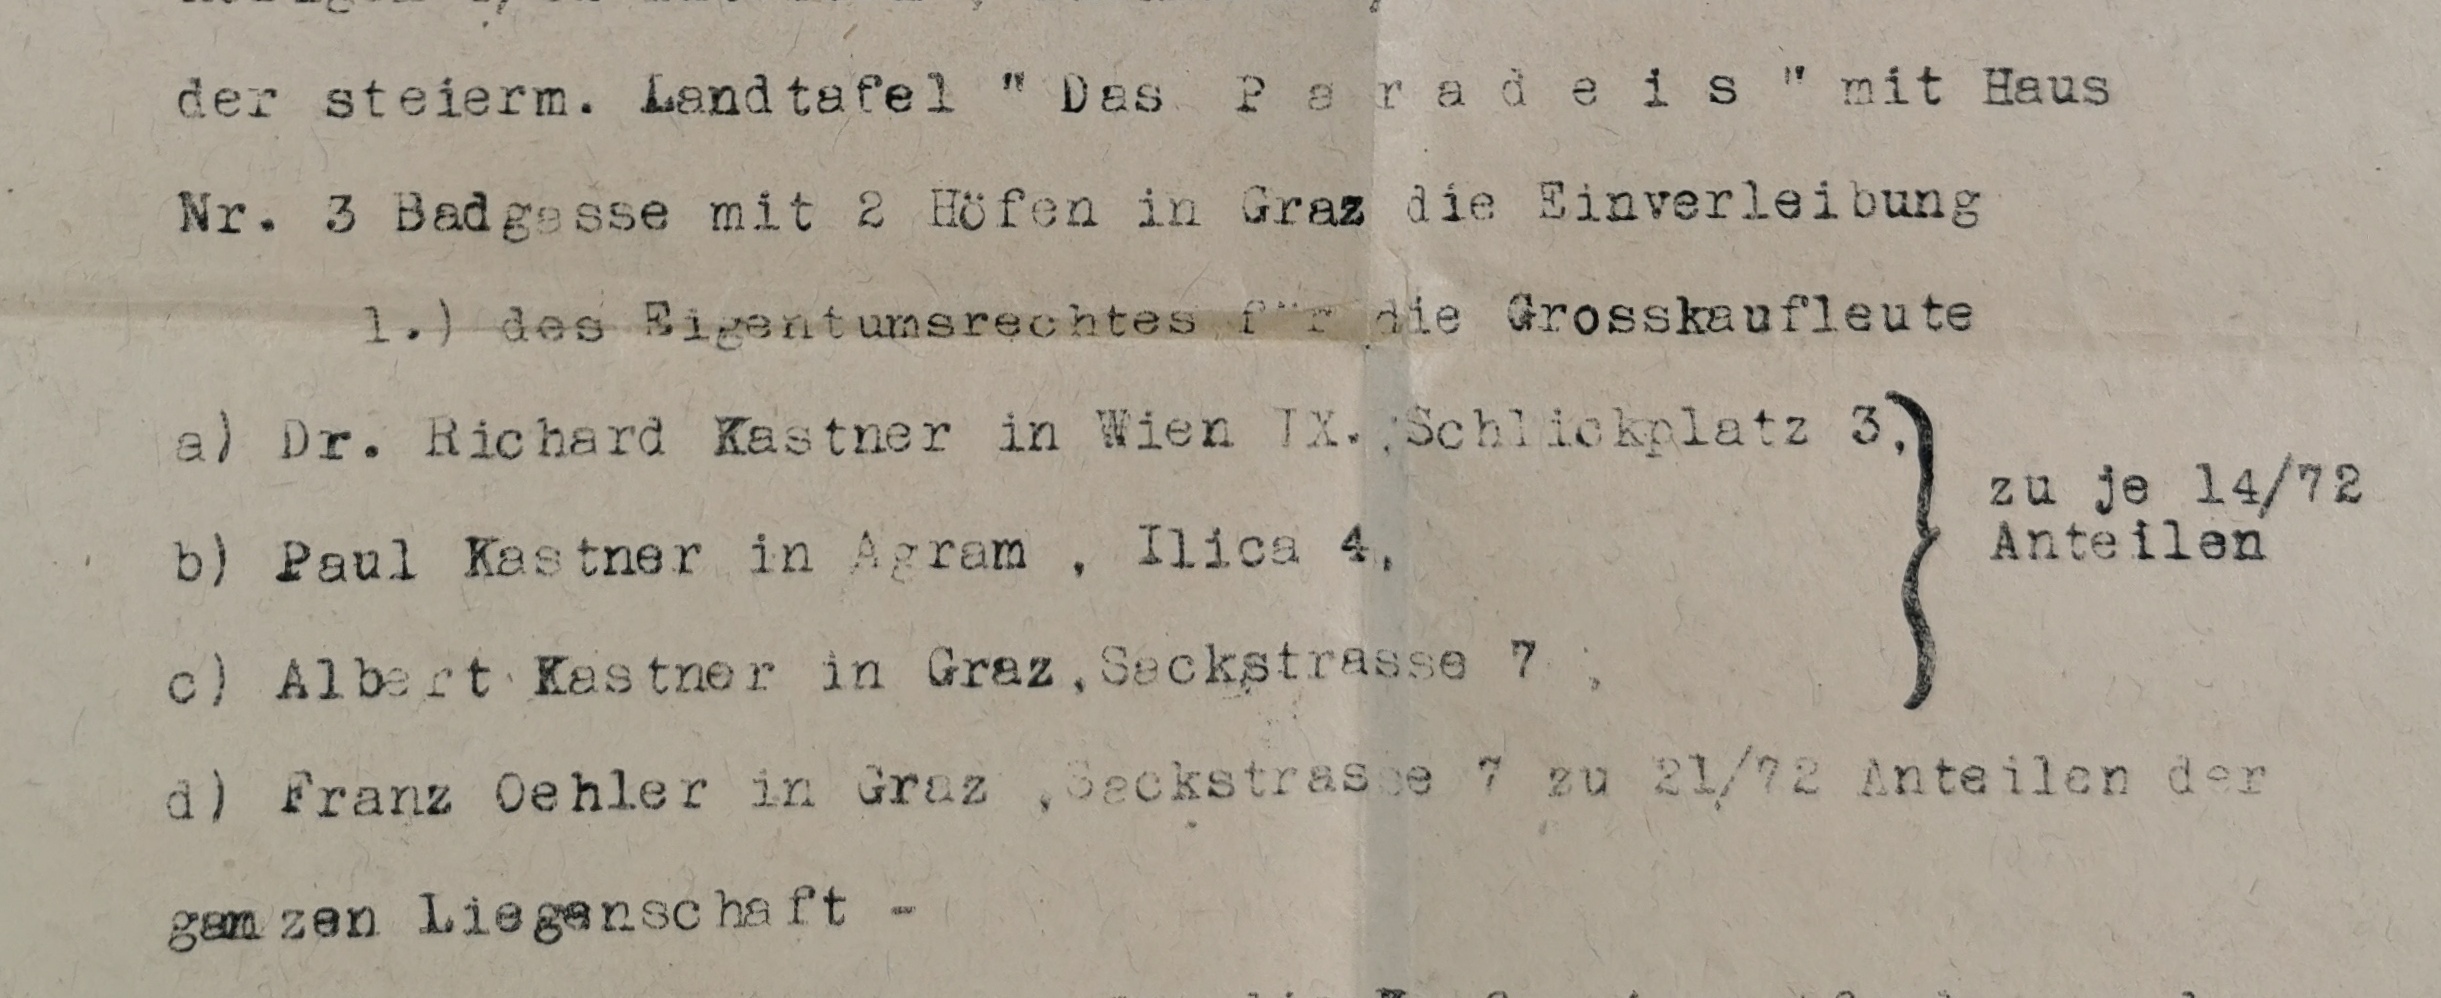 der steierm. Landtafel " Das P a r a d e i s " mit Haus
Nr. 3 Badgasse mit 2 Höfen in Graz die Einverleibung
1.) des Eigentumsrechtes für die Grosskaufleute
a) Dr. Richard Kastner in Wien IX.,Schlickplatz 3,
b) Paul Kastner in Agram , Ilica 4,
zu je 14/72
Anteilen
c) Albert Kastner in Graz,Sackstrasse 7 ,
d) Franz Oehler in Graz ,Sackstrasse 7 zu 21/72 Anteilen der
ganzen Liegenschaft -